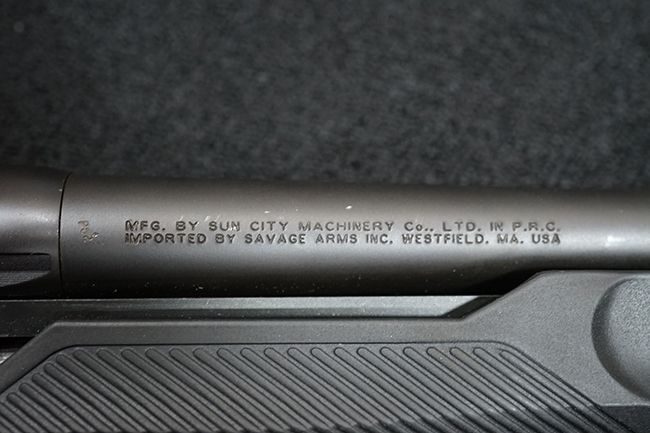 MFG. BY SUN CITY MACHINERY Co., LTD. IN P.R.C.
IMPORTED BY SAVAGE ARMS INC. WESTFIELD. MA. USA